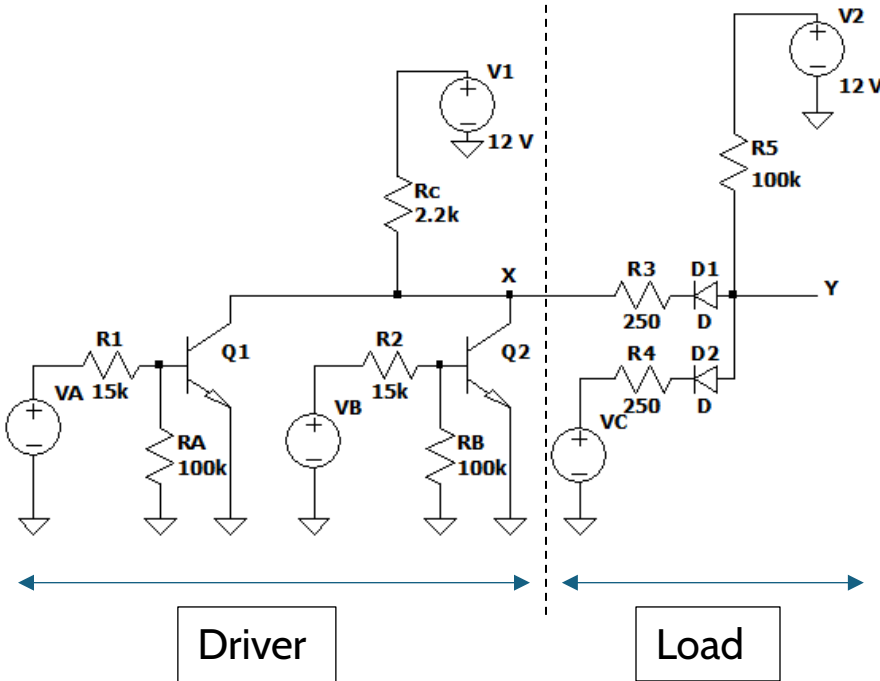 V1
12 V
Rc
2.2k
X
R1
15k
VA
RA
100k
Q1
R2
15k
VB
RB
100k
Q2
V2
12 V
R5
100k
R3
250
D1
D
Y
R4
250
D2
D
VC
Driver
Load